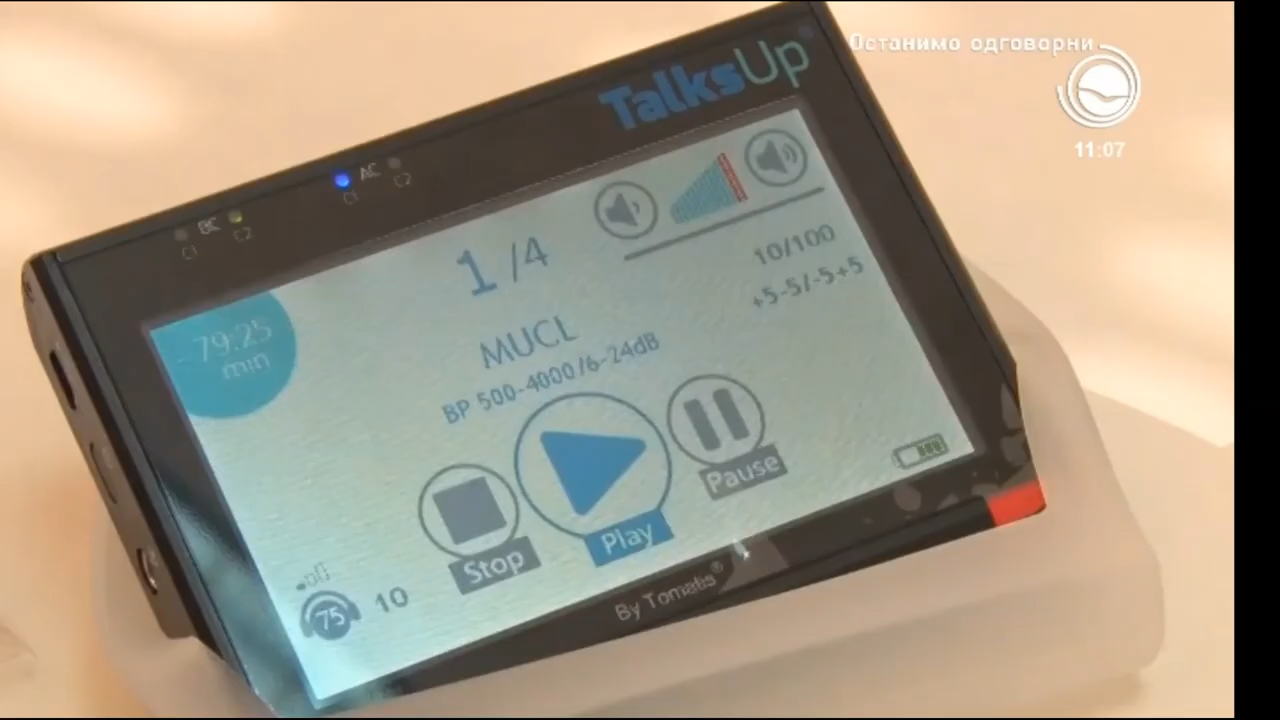 Останимо одговорни
11:07
TalksUp
AC
C1
C2
BC
C1
C2
1/4
10/100
+5-5/-5+5
79:25
min
MUCL
BP 500-4000/6-24dB
Pause
Play
Stop
75
10
By Tomatis®